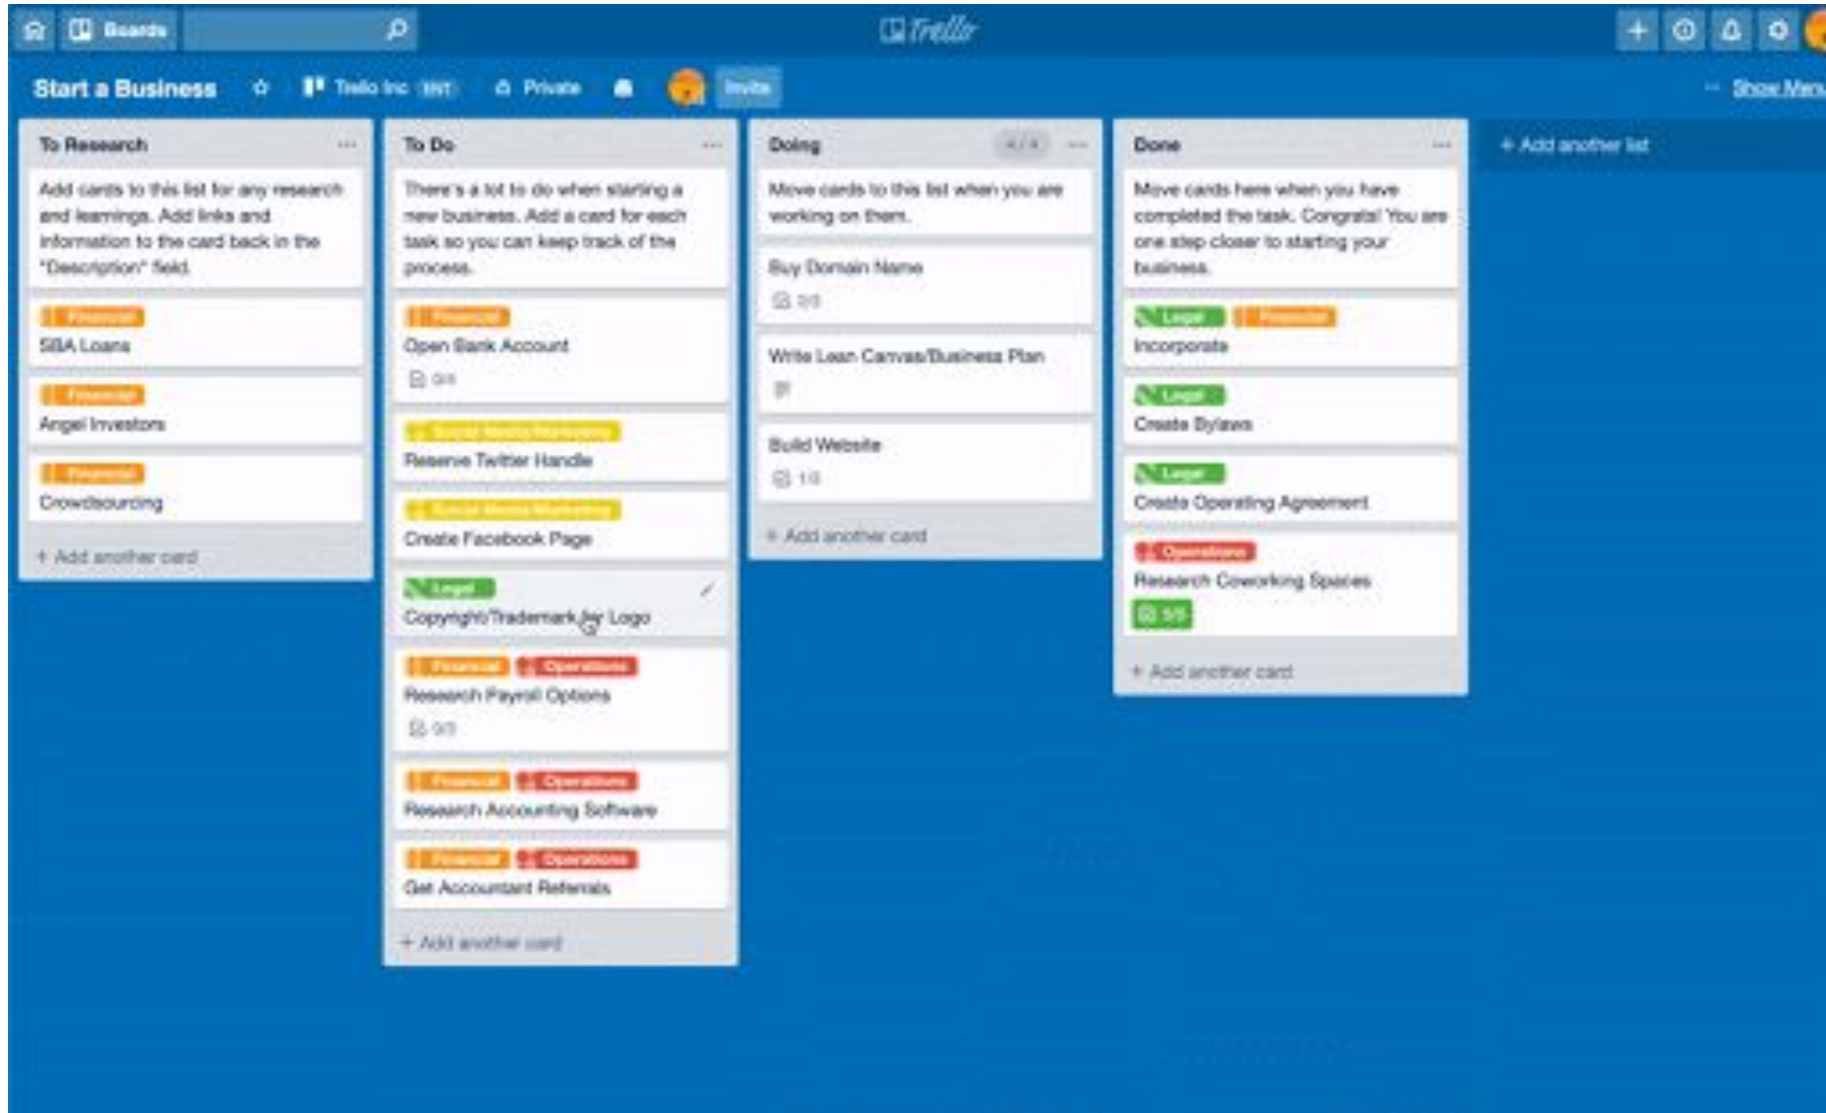 Boards
Trello
Start a Business
Trello Inc
Private
Invite
Show Menu
To Research
Add cards to this list for any research
and learnings. Add links and
information to the card back in the
"Description" field.
Financial
SBA Loans
Financial
Angel Investors
Financial
Crowdsourcing
+ Add another card
To Do
There's a lot to do when starting a
new business. Add a card for each
task so you can keep track of the
process.
Financial
Open Bank Account
Social Media/Marketing
Reserve Twitter Handle
Social Media/Marketing
Create Facebook Page
Legal
Copyright/Trademark for Logo
Financial Operations
Research Payroll Options
Financial Operations
Research Accounting Software
Financial Operations
Get Accountant Referrals
+ Add another card
Doing
4/4
Move cards to this list when you are
working on them.
Buy Domain Name
Write Lean Canvas/Business Plan
Build Website
+ Add another card
Done
Move cards here when you have
completed the task. Congrats! You are
one step closer to starting your
business.
Legal Financial
Incorporate
Legal
Create Bylaws
Legal
Create Operating Agreement
Operations
Research Coworking Spaces
+ Add another card
+ Add another list